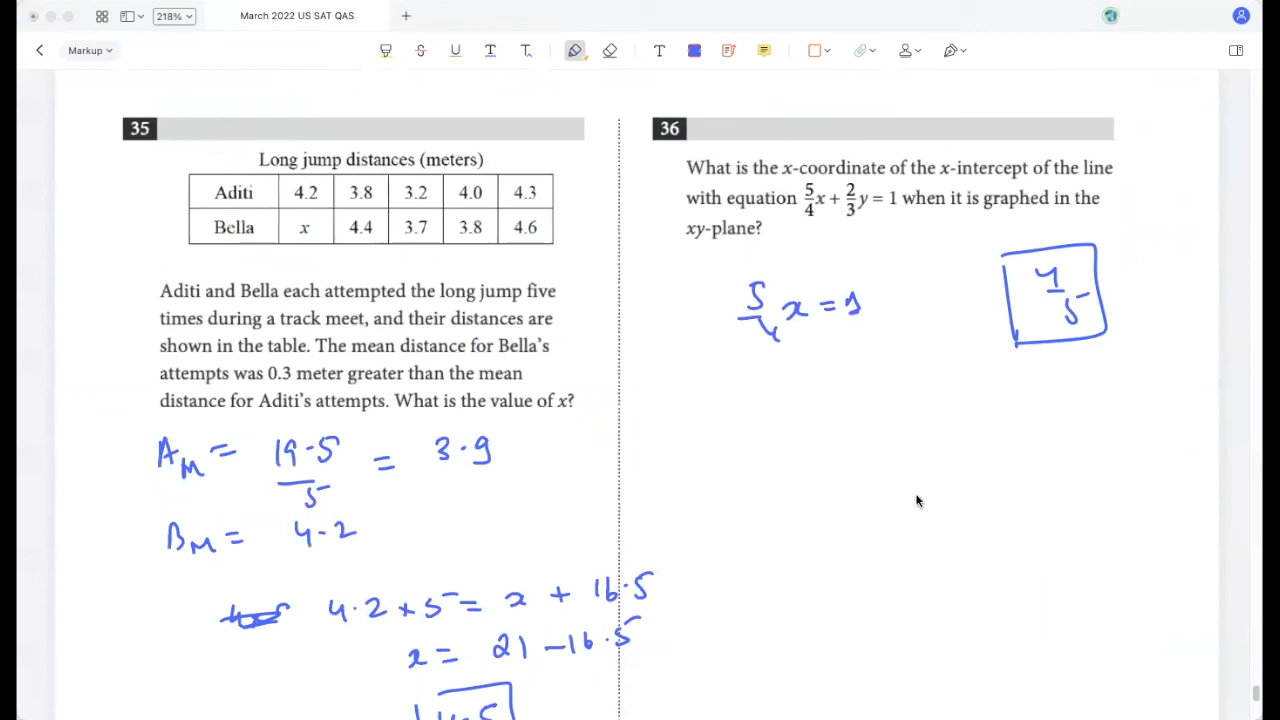 218%
March 2022 US SAT QAS
Markup
35
Long jump distances (meters)
Aditi 4.2 3.8 3.2 4.0 4.3
Bella x 4.4 3.7 3.8 4.6
Aditi and Bella each attempted the long jump five
times during a track meet, and their distances are
shown in the table. The mean distance for Bella's
attempts was 0.3 meter greater than the mean
distance for Aditi's attempts. What is the value of x?
A_M = 19.5/5 = 3.9
B_M = 4.2
4.2 × 5 = x + 16.5
x = 21 - 16.5
4.5
36
What is the x-coordinate of the x-intercept of the line
with equation 5/4 x + 2/3 y = 1 when it is graphed in the
xy-plane?
5/4 x = 1
4/5